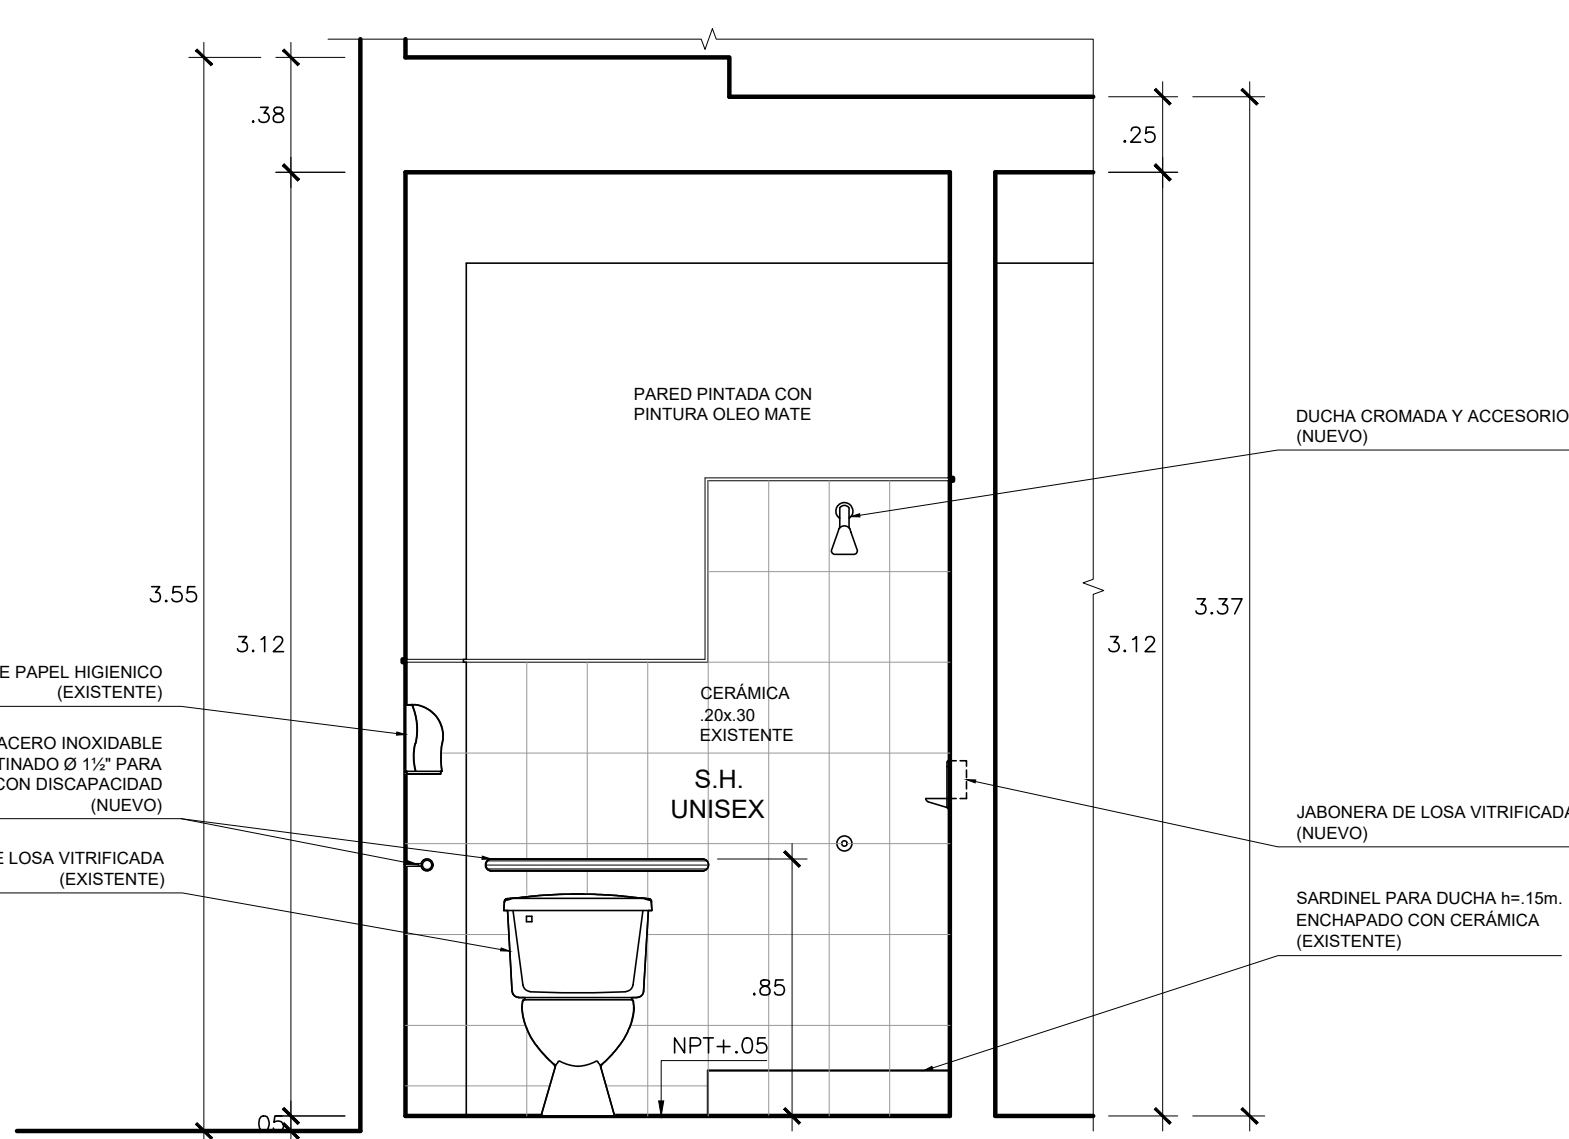 .38
.25
PARED PINTADA CON
PINTURA OLEO MATE
DUCHA CROMADA Y ACCESORIO
(NUEVO)
3.55
3.37
3.12
3.12
E PAPEL HIGIENICO
(EXISTENTE)
CERÁMICA
.20x.30
EXISTENTE
ACERO INOXIDABLE
TINADO Ø 1½" PARA
CON DISCAPACIDAD
(NUEVO)
S.H.
UNISEX
JABONERA DE LOSA VITRIFICADA
(NUEVO)
E LOSA VITRIFICADA
(EXISTENTE)
SARDINEL PARA DUCHA h=.15m.
ENCHAPADO CON CERÁMICA
(EXISTENTE)
.85
NPT+.05
.05